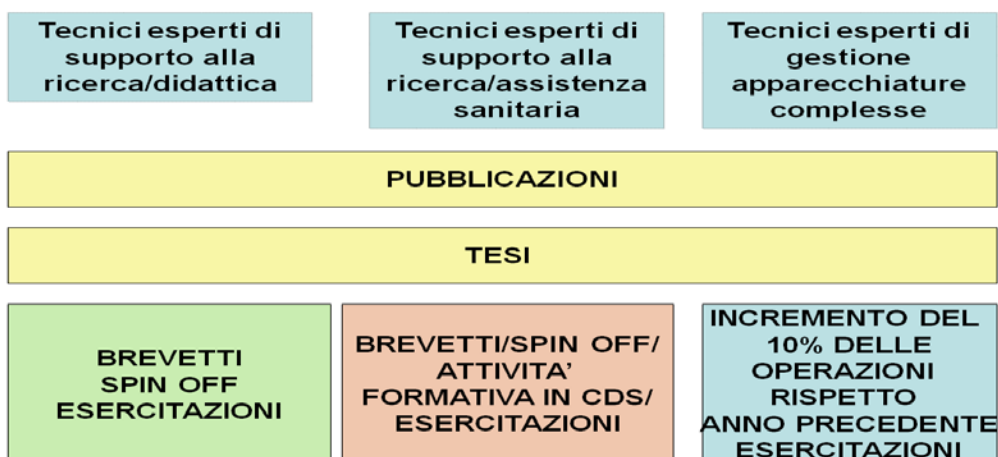 Tecnici esperti di
supporto alla
ricerca/didattica
Tecnici esperti di
supporto alla
ricerca/assistenza
sanitaria
Tecnici esperti di
gestione
apparecchiature
complesse
PUBBLICAZIONI
TESI
BREVETTI
SPIN OFF
ESERCITAZIONI
BREVETTI/SPIN OFF/
ATTIVITA’
FORMATIVA IN CDS/
ESERCITAZIONI
INCREMENTO DEL
10% DELLE
OPERAZIONI
RISPETTO
ANNO PRECEDENTE
ESERCITAZIONI